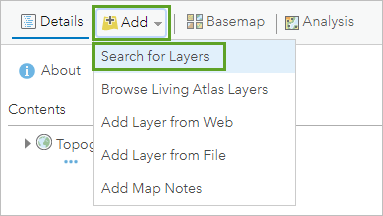 Details
Add
Basemap
Analysis
Search for Layers
About
Browse Living Atlas Layers
Contents
Add Layer from Web
Topog
Add Layer from File
Add Map Notes